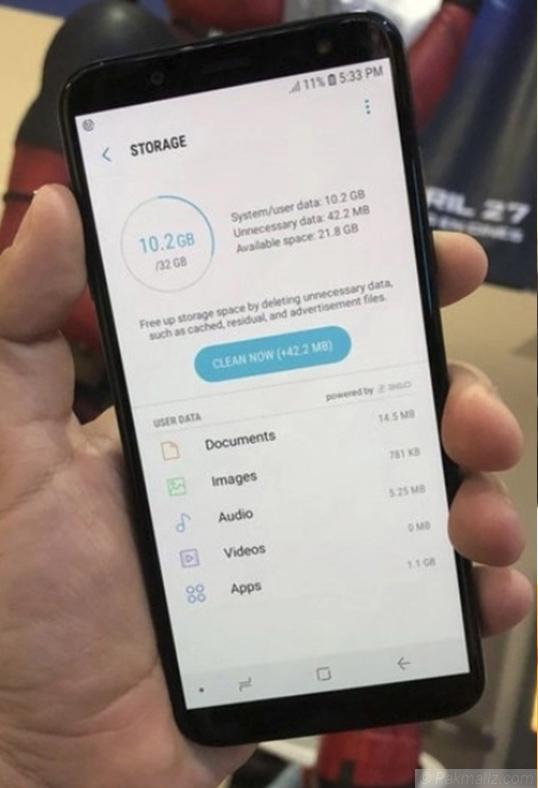 11% 5:33 PM
STORAGE
10.2 GB
/32 GB
System/user data: 10.2 GB
Unnecessary data: 42.2 MB
Available space: 21.8 GB
Free up storage space by deleting unnecessary data,
such as cached, residual, and advertisement files.
CLEAN NOW (+42.2 MB)
powered by
USER DATA
Documents 14.5 MB
Images 781 KB
Audio 5.25 MB
Videos 0 MB
Apps 1.1 GB
RIL 27
© Pakmaliz.com